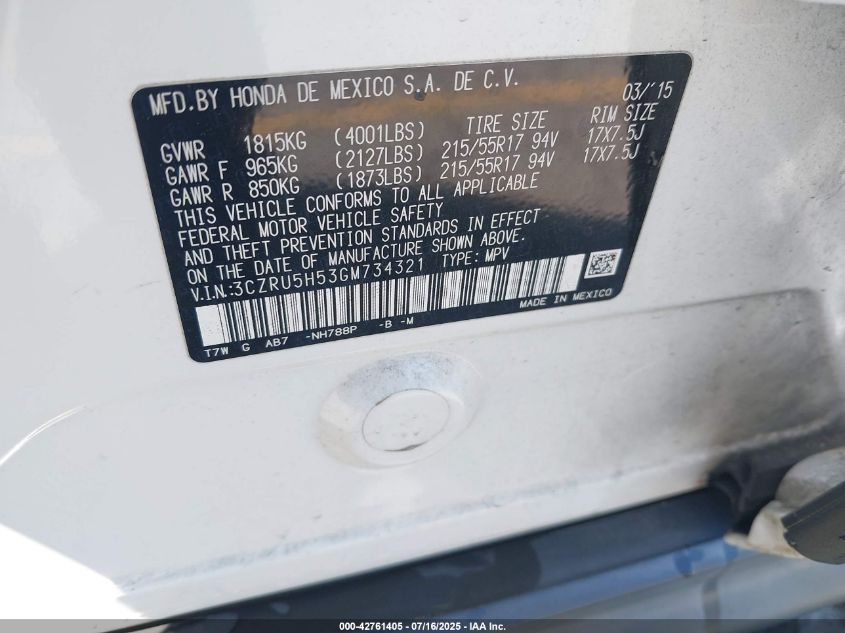 MFD.BY HONDA DE MEXICO S.A. DE C.V. 03/'15
GVWR 1815KG (4001LBS) TIRE SIZE RIM SIZE
GAWR F 965KG (2127LBS) 215/55R17 94V 17X7.5J
GAWR R 850KG (1873LBS) 215/55R17 94V 17X7.5J
THIS VEHICLE CONFORMS TO ALL APPLICABLE
FEDERAL MOTOR VEHICLE SAFETY
AND THEFT PREVENTION STANDARDS IN EFFECT
ON THE DATE OF MANUFACTURE SHOWN ABOVE.
V.I.N.:3CZRU5H53GM734321 TYPE: MPV
MADE IN MEXICO
T7W G AB7 -NH788P -B -M
000-42761405 - 07/16/2025 - IAA Inc.